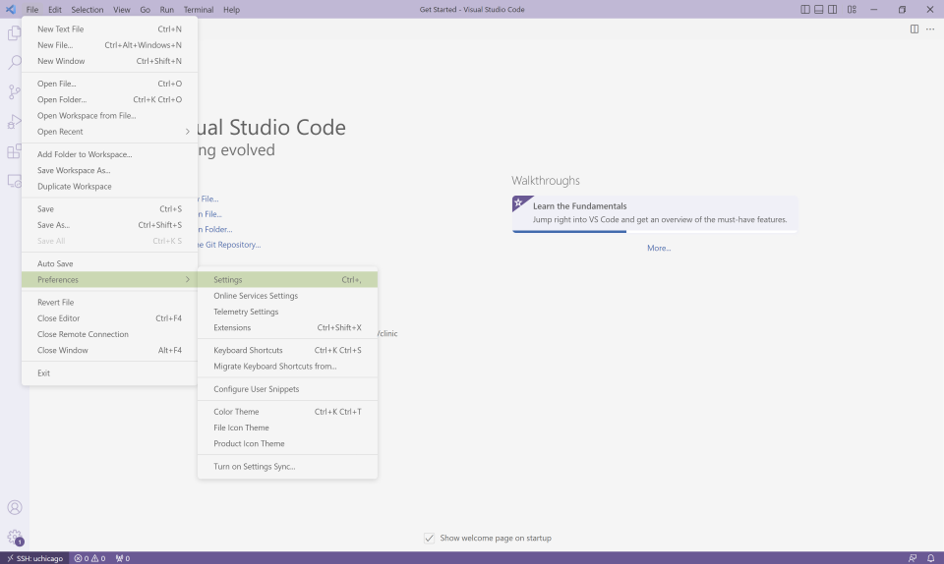 File Edit Selection View Go Run Terminal Help
Get Started - Visual Studio Code
New Text File Ctrl+N
New File... Ctrl+Alt+Windows+N
New Window Ctrl+Shift+N
Open File... Ctrl+O
Open Folder... Ctrl+K Ctrl+O
Open Workspace from File...
Open Recent
Add Folder to Workspace...
Save Workspace As...
Duplicate Workspace
Save Ctrl+S
Save As... Ctrl+Shift+S
Save All Ctrl+K S
Auto Save
Preferences
Revert File
Close Editor Ctrl+F4
Close Remote Connection
Close Window Alt+F4
Exit
Settings Ctrl+,
Online Services Settings
Telemetry Settings
Extensions Ctrl+Shift+X
Keyboard Shortcuts Ctrl+K Ctrl+S
Migrate Keyboard Shortcuts from...
Configure User Snippets
Color Theme Ctrl+K Ctrl+T
File Icon Theme
Product Icon Theme
Turn on Settings Sync...
ual Studio Code
ng evolved
File...
n File...
n Folder...
e Git Repository...
/clinic
Walkthroughs
Learn the Fundamentals
Jump right into VS Code and get an overview of the must-have features.
More...
Show welcome page on startup
1
SSH: uchicago 0 0 0